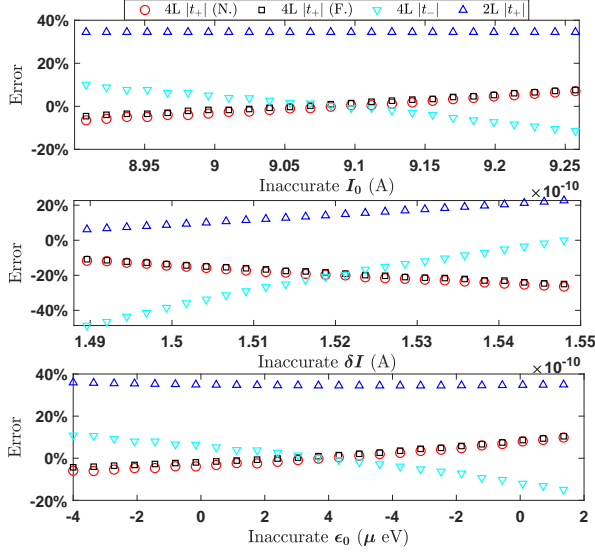 4L |t₊| (N.) 4L |t₊| (F.) 4L |t₋| 2L |t₊|
40%
20%
0%
-20%
Error
8.95 9 9.05 9.1 9.15 9.2 9.25
Inaccurate I₀ (A)
×10⁻¹⁰
20%
0%
-20%
-40%
Error
1.49 1.5 1.51 1.52 1.53 1.54 1.55
Inaccurate δI (A)
×10⁻¹⁰
40%
20%
0%
-20%
Error
-4 -2 0 2 4 -4 -2 0 2
Inaccurate ϵ₀ (μ eV)